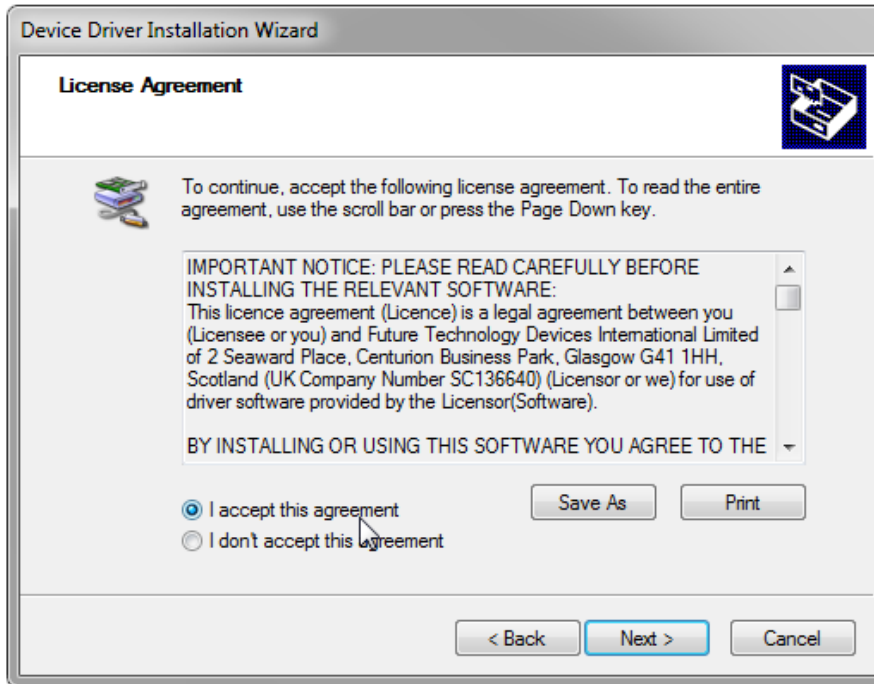 Device Driver Installation Wizard
License Agreement
To continue, accept the following license agreement. To read the entire
agreement, use the scroll bar or press the Page Down key.
IMPORTANT NOTICE: PLEASE READ CAREFULLY BEFORE
INSTALLING THE RELEVANT SOFTWARE:
This licence agreement (Licence) is a legal agreement between you
(Licensee or you) and Future Technology Devices International Limited
of 2 Seaward Place, Centurion Business Park, Glasgow G41 1HH,
Scotland (UK Company Number SC136640) (Licensor or we) for use of
driver software provided by the Licensor(Software).
BY INSTALLING OR USING THIS SOFTWARE YOU AGREE TO THE
I accept this agreement
Save As
Print
I don't accept this agreement
< Back
Next >
Cancel